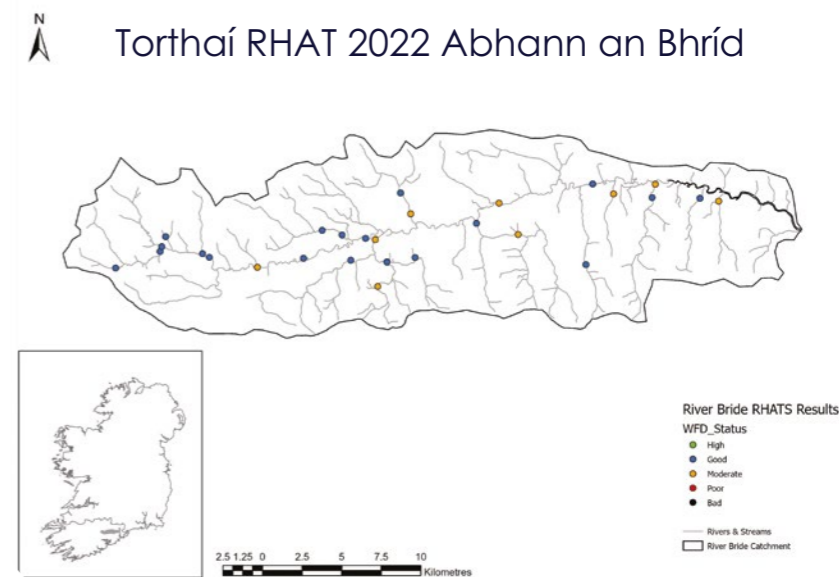 N
Torthaí RHAT 2022 Abhann an Bhríd
River Bride RHATS Results
WFD_Status
High
Good
Moderate
Poor
Bad
Rivers & Streams
River Bride Catchment
2.5 1.25 0 2.5 5 7.5 10
Kilometres